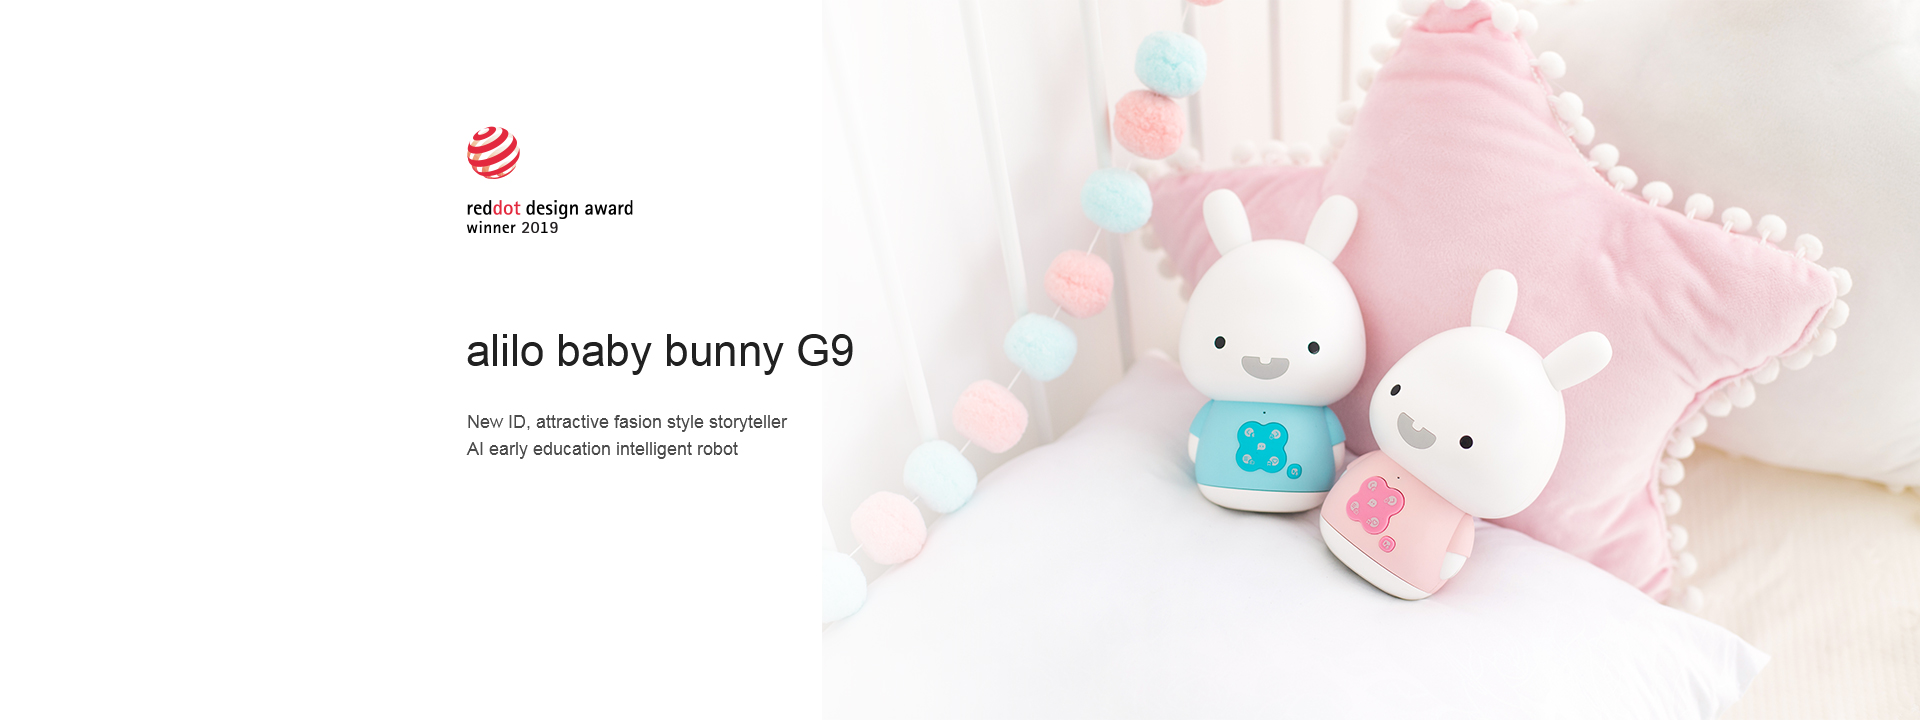 reddot design award
winner 2019
alilo baby bunny G9
New ID, attractive fasion style storyteller
AI early education intelligent robot